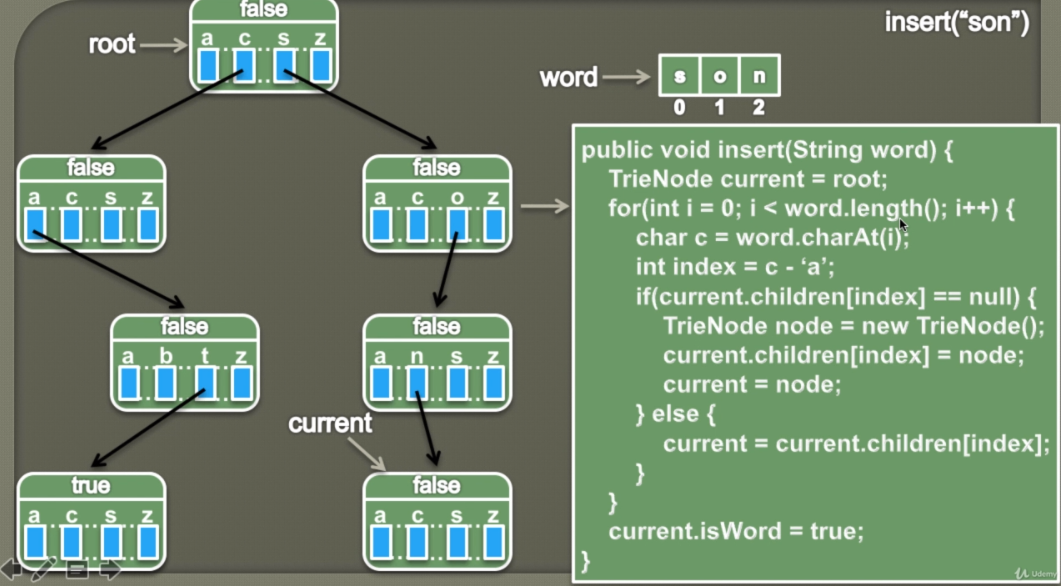 insert(“son”)
false
root
a c s z
word
s o n
0 1 2
false
a c s z
false
a c o z
false
a b t z
false
a n s z
current
true
a c s z
false
a c s z
public void insert(String word) {
TrieNode current = root;
for(int i = 0; i < word.length(); i++) {
char c = word.charAt(i);
int index = c - ‘a’;
if(current.children[index] == null) {
TrieNode node = new TrieNode();
current.children[index] = node;
current = node;
} else {
current = current.children[index];
}
}
current.isWord = true;
}
Udemy